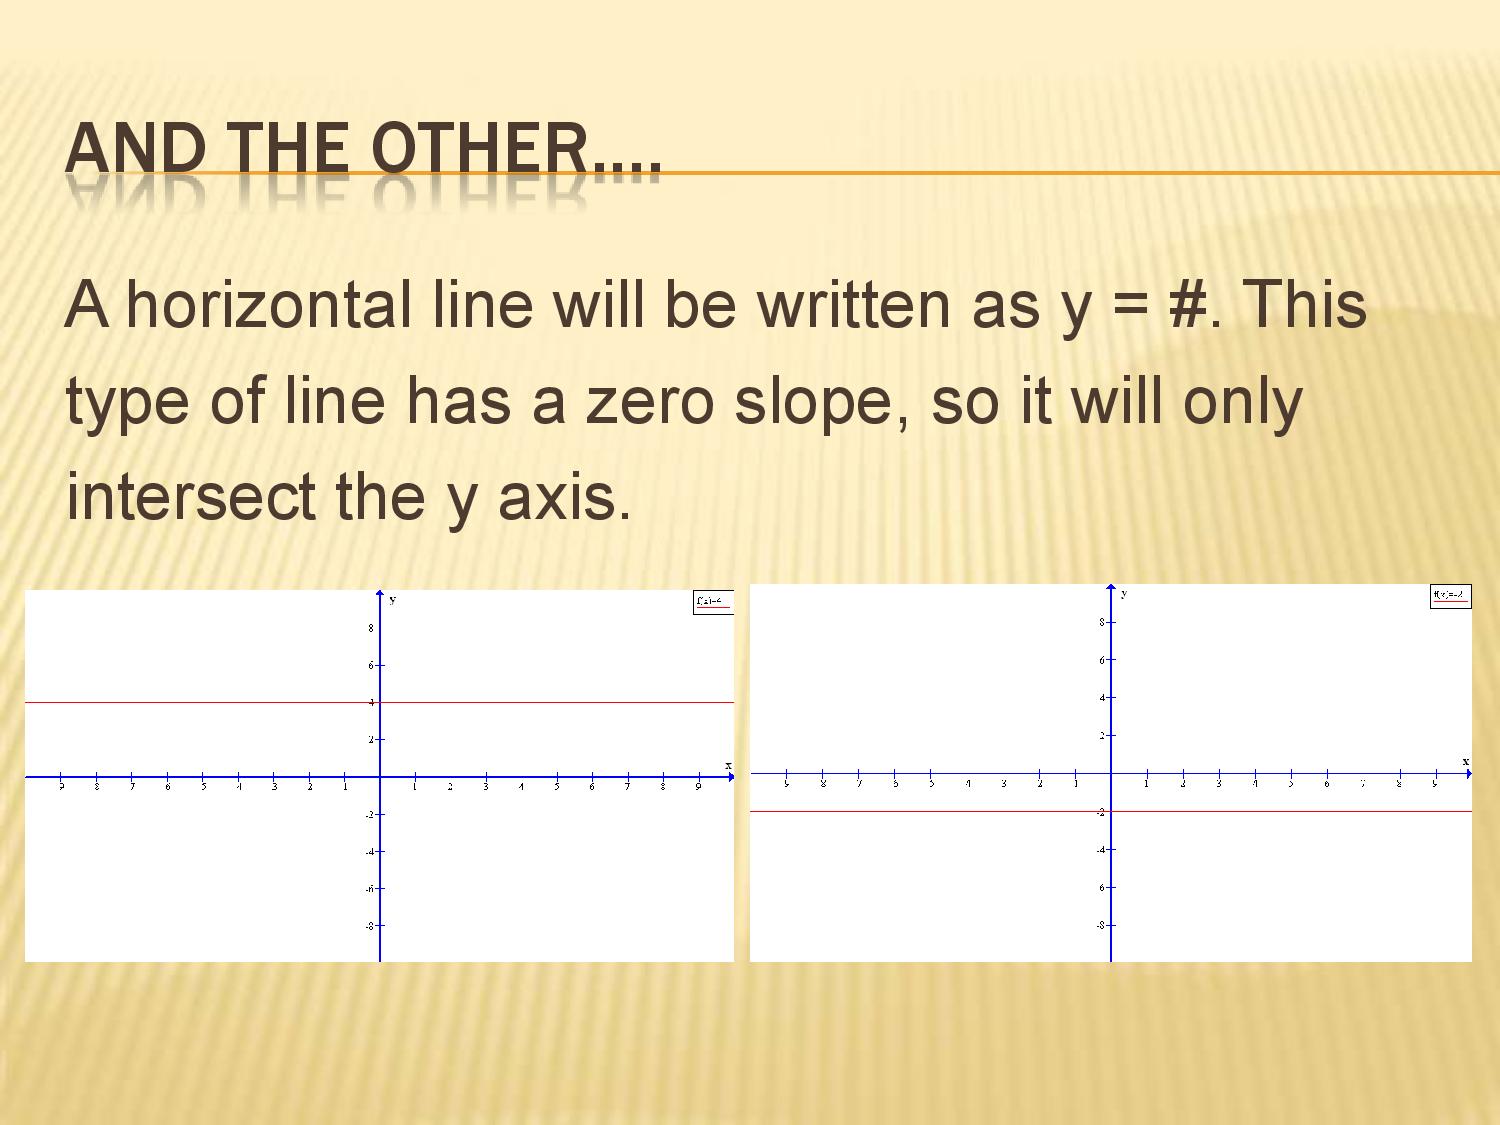 AND THE OTHER....
A horizontal line will be written as y = #. This
type of line has a zero slope, so it will only
intersect the y axis.
y
f(x)=4
8
6
4
2
x
9 8 7 6 5 4 3 2 1 1 2 3 4 5 6 7 8 9
-2
-4
-6
-8
y
f(x)=-2
8
6
4
2
x
9 8 7 6 5 4 3 2 1 1 2 3 4 5 6 7 8 9
-2
-4
6
-8